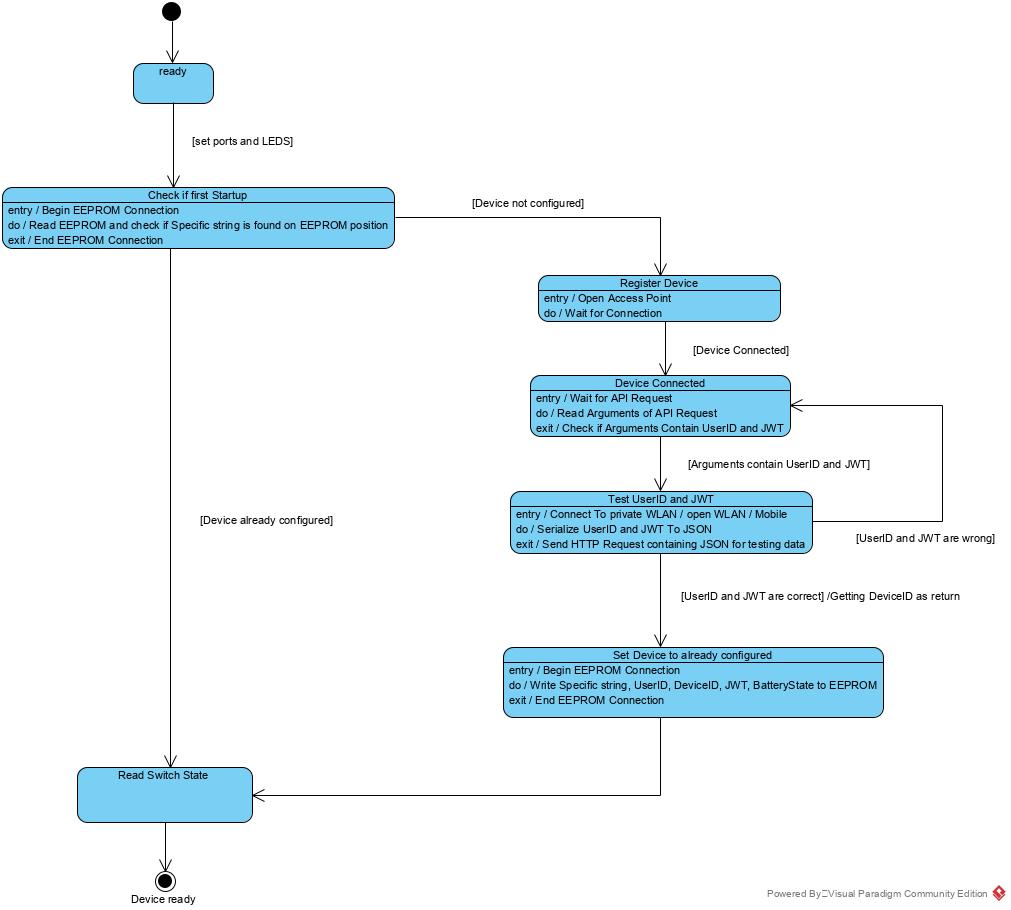 ready
[set ports and LEDS]
Check if first Startup
entry / Begin EEPROM Connection
do / Read EEPROM and check if Specific string is found on EEPROM position
exit / End EEPROM Connection
[Device not configured]
Register Device
entry / Open Access Point
do / Wait for Connection
[Device Connected]
Device Connected
entry / Wait for API Request
do / Read Arguments of API Request
exit / Check if Arguments Contain UserID and JWT
[Arguments contain UserID and JWT]
Test UserID and JWT
entry / Connect To private WLAN / open WLAN / Mobile
do / Serialize UserID and JWT To JSON
exit / Send HTTP Request containing JSON for testing data
[UserID and JWT are wrong]
[Device already configured]
[UserID and JWT are correct] /Getting DeviceID as return
Set Device to already configured
entry / Begin EEPROM Connection
do / Write Specific string, UserID, DeviceID, JWT, BatteryState to EEPROM
exit / End EEPROM Connection
Read Switch State
Device ready
Powered By Visual Paradigm Community Edition